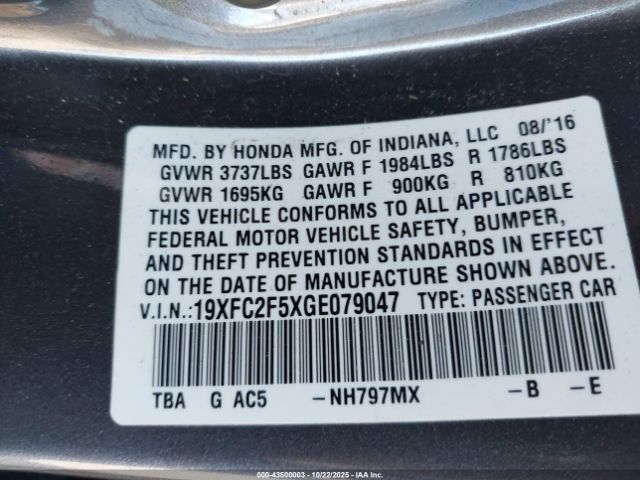 MFD. BY HONDA MFG. OF INDIANA, LLC 08/'16
GVWR 3737LBS GAWR F 1984LBS R 1786LBS
GVWR 1695KG GAWR F 900KG R 810KG
THIS VEHICLE CONFORMS TO ALL APPLICABLE
FEDERAL MOTOR VEHICLE SAFETY, BUMPER,
AND THEFT PREVENTION STANDARDS IN EFFECT
ON THE DATE OF MANUFACTURE SHOWN ABOVE.
V.I.N.:19XFC2F5XGE079047 TYPE: PASSENGER CAR
TBA G AC5 -NH797MX -B -E
000-43500003 | 10/22/2025 | IAA Inc.